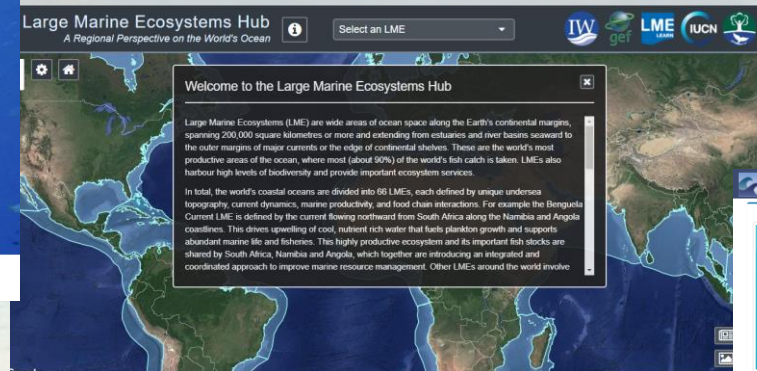 Large Marine Ecosystems Hub
A Regional Perspective on the World's Ocean
i
Select an LME
IW
gef
LME
LEARN
IUCN
Welcome to the Large Marine Ecosystems Hub
Large Marine Ecosystems (LME) are wide areas of ocean space along the Earth's continental margins,
spanning 200,000 square kilometres or more and extending from estuaries and river basins seaward to
the outer margins of major currents or the edge of continental shelves. These are the world's most
productive areas of the ocean, where most (about 90%) of the world's fish catch is taken. LMEs also
harbour high levels of biodiversity and provide important ecosystem services.
In total, the world's coastal oceans are divided into 66 LMEs, each defined by unique undersea
topography, current dynamics, marine productivity, and food chain interactions. For example the Benguela
Current LME is defined by the current flowing northward from South Africa along the Namibia and Angola
coastlines. This drives upwelling of cool, nutrient rich water that fuels plankton growth and supports
abundant marine life and fisheries. This highly productive ecosystem and its important fish stocks are
shared by South Africa, Namibia and Angola, which together are introducing an integrated and
coordinated approach to improve marine resource management. Other LMEs around the world involve